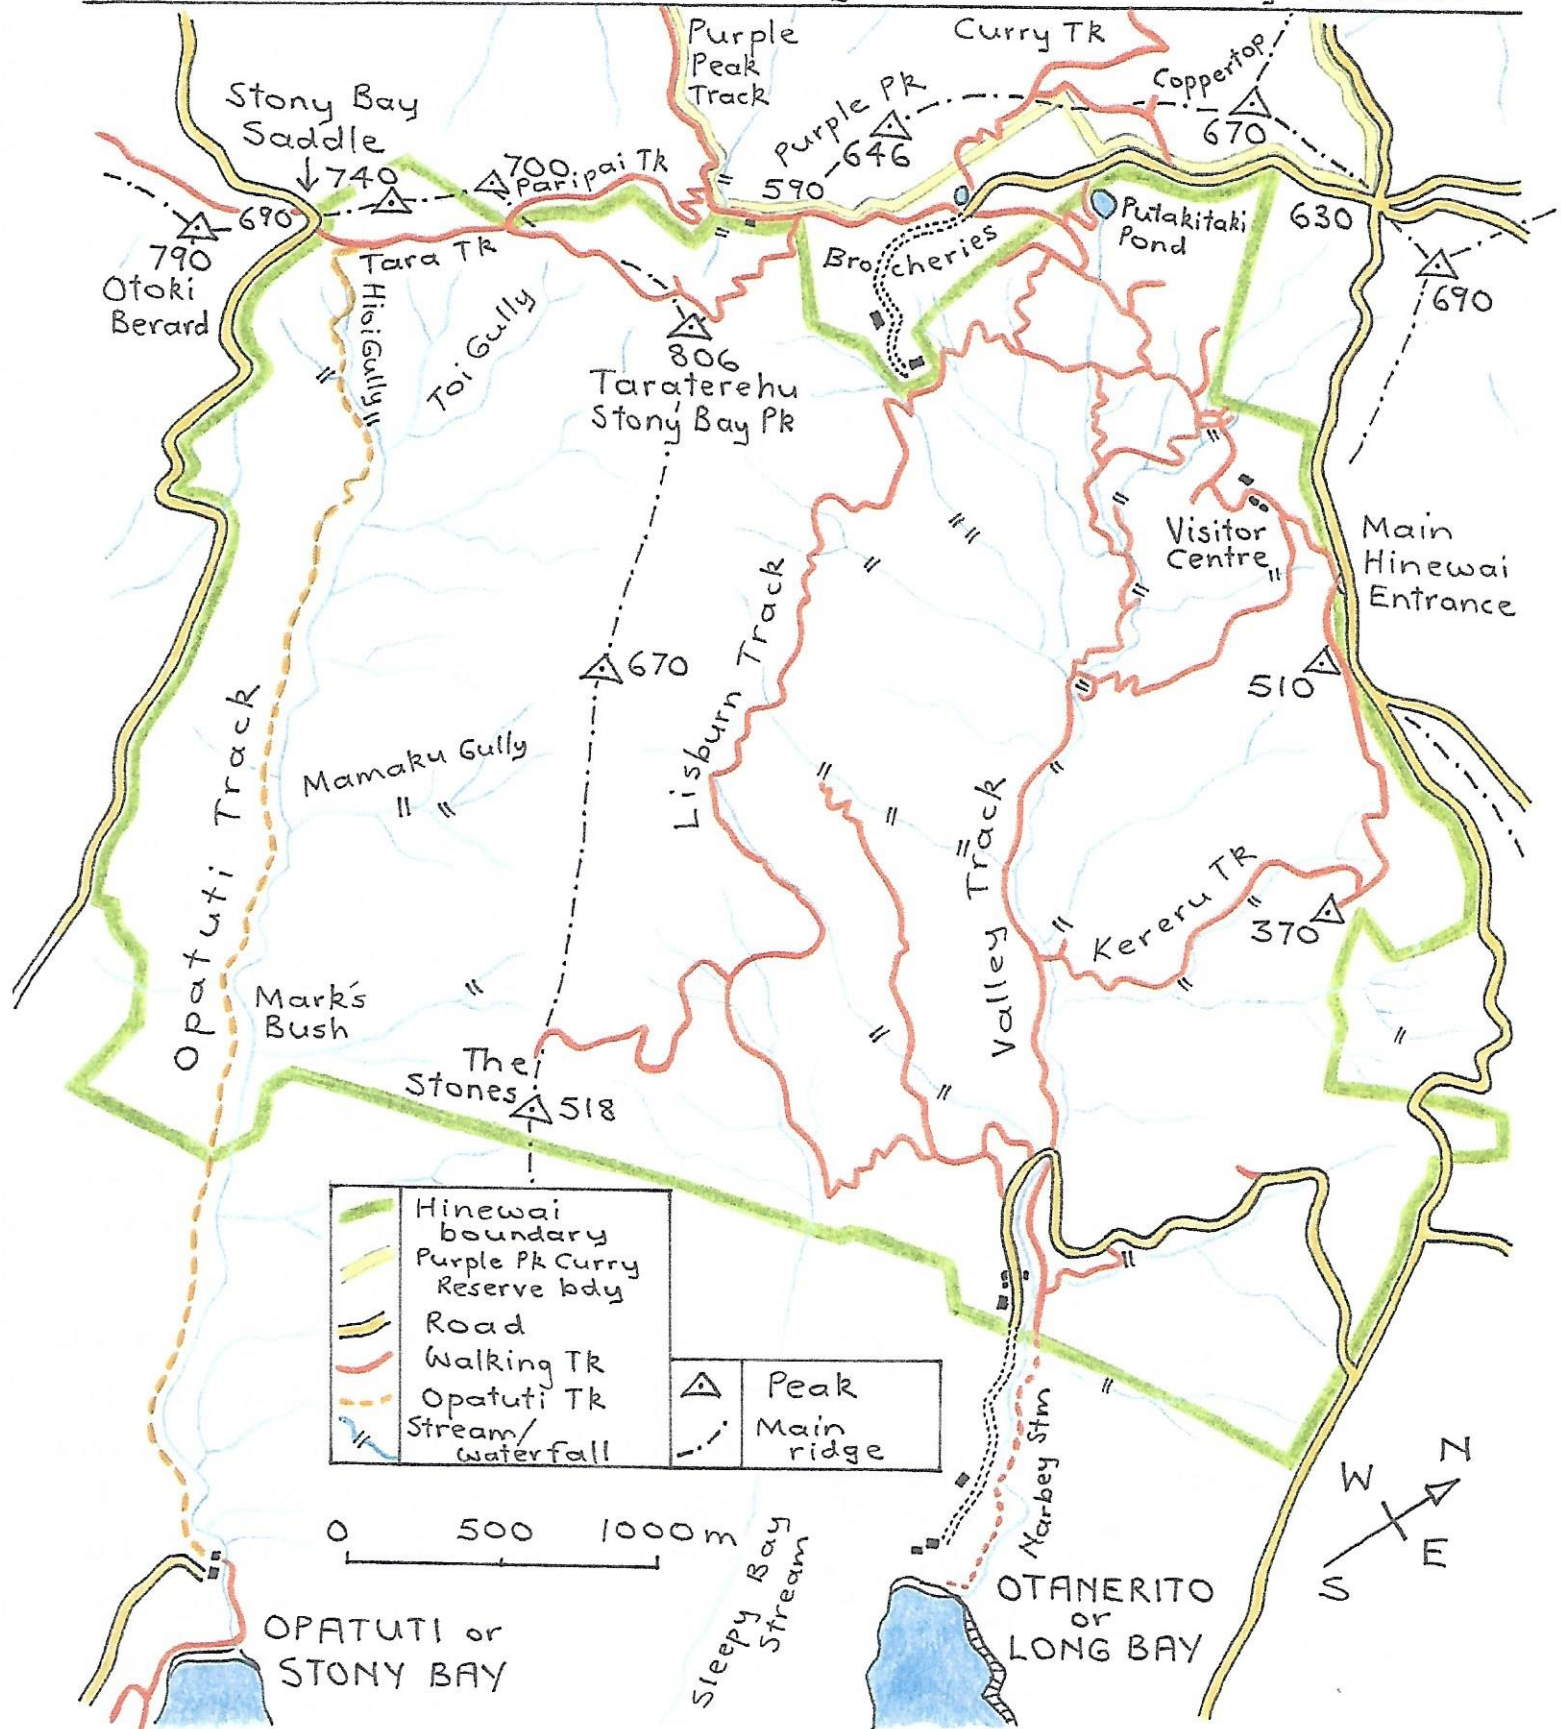 Purple
Peak
Track
Curry Tk
Coppertop
670
Purple Pk
646
Stony Bay
Saddle
740
700
Paripai Tk
590
690
790
Otoki
Berard
Tara Tk
Hioi Gully
Toi Gully
806
Taraterehu
Stony Bay Pk
Brocheries
Putakitaki
Pond
630
690
Visitor
Centre
Main
Hinewai
Entrance
510
670
Lisburn Track
Opatuti Track
Mamaku Gully
Valley Track
Kereru Tk
370
Mark's
Bush
The
Stones
518
Hinewai
boundary
Purple Pk Curry
Reserve bdy
Road
Walking Tk
Opatuti Tk
Stream/
waterfall
Peak
Main
ridge
0 500 1000 m
Narbey Stm
Sleepy Bay
Stream
N
W
E
S
OPATUTI or
STONY BAY
OTANERITO
or
LONG BAY